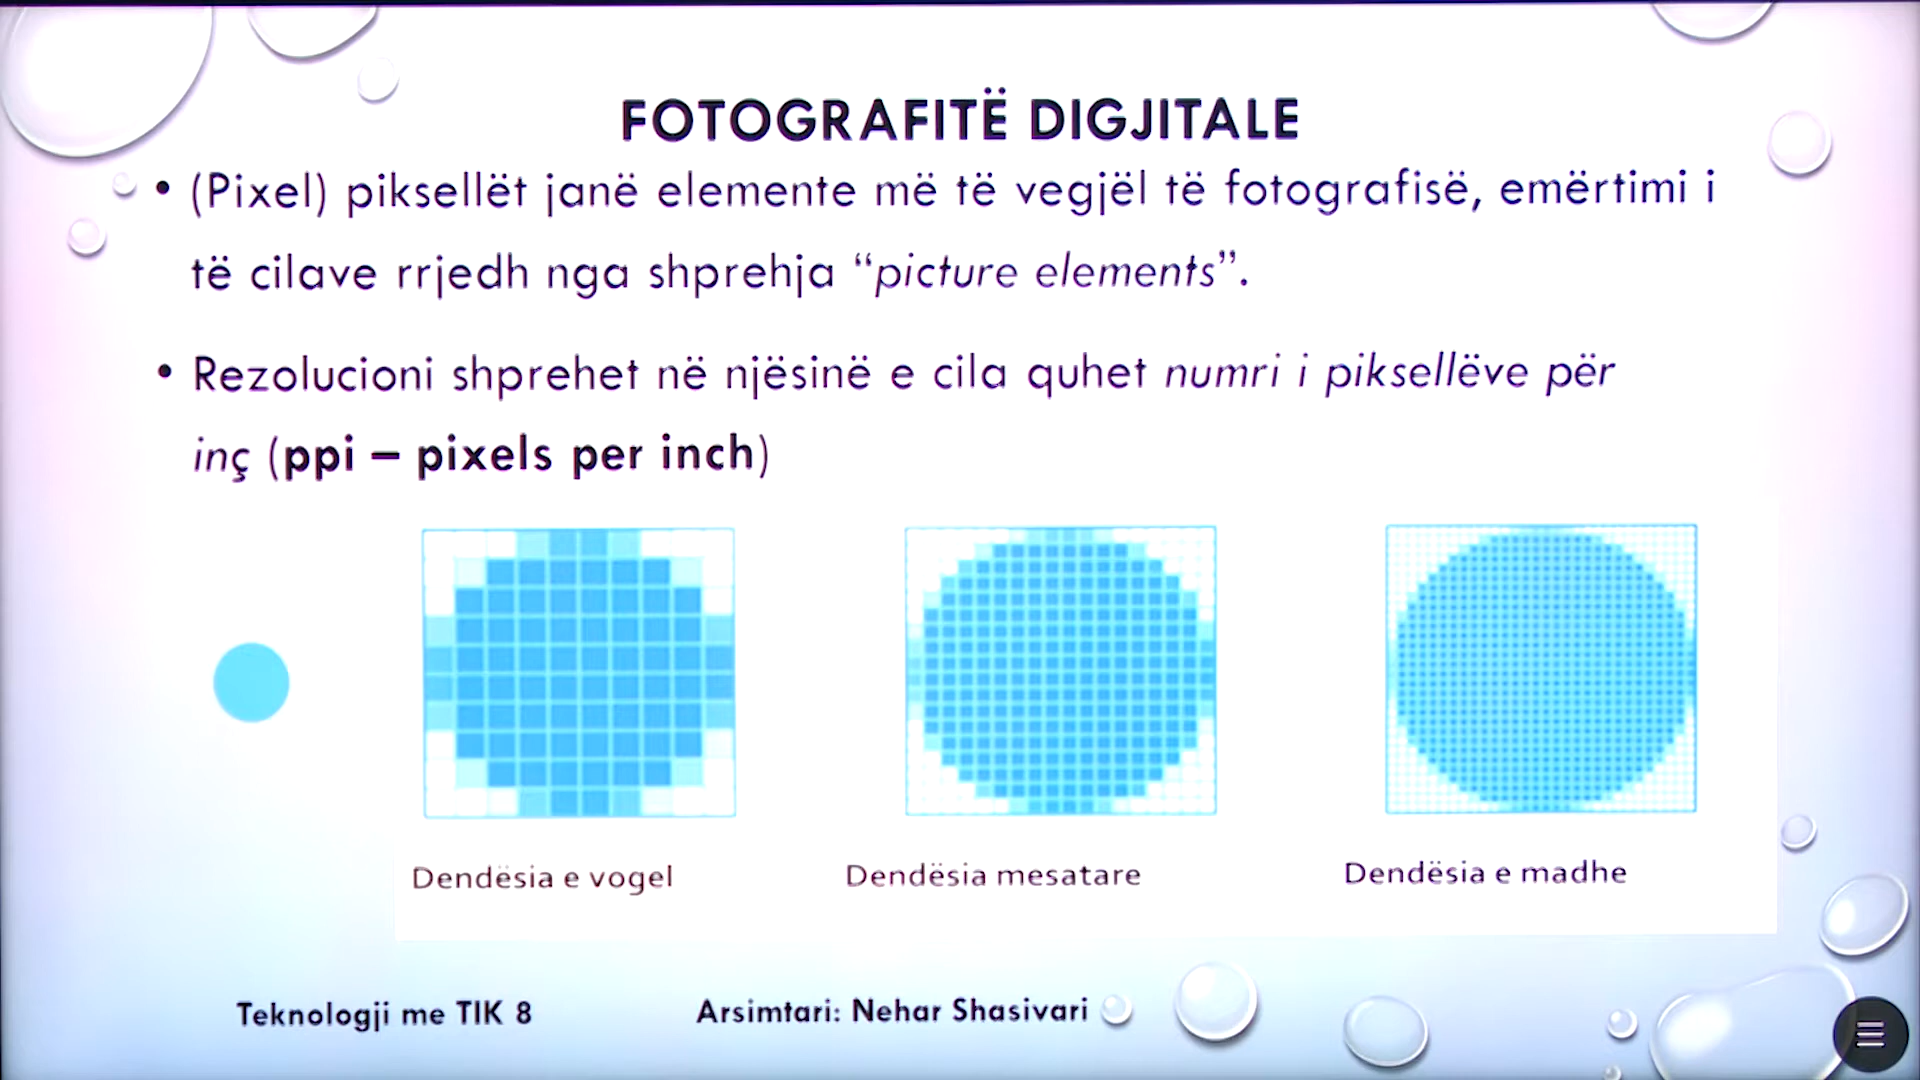 FOTOGRAFITË DIGJITALE
• (Pixel) piksellët janë elemente më të vegjël të fotografisë, emërtimi i
të cilave rrjedh nga shprehja “picture elements”.
• Rezolucioni shprehet në njësinë e cila quhet numri i piksellëve për
inç (ppi – pixels per inch)
Dendësia e vogel
Dendësia mesatare
Dendësia e madhe
Teknologji me TIK 8
Arsimtari: Nehar Shasivari